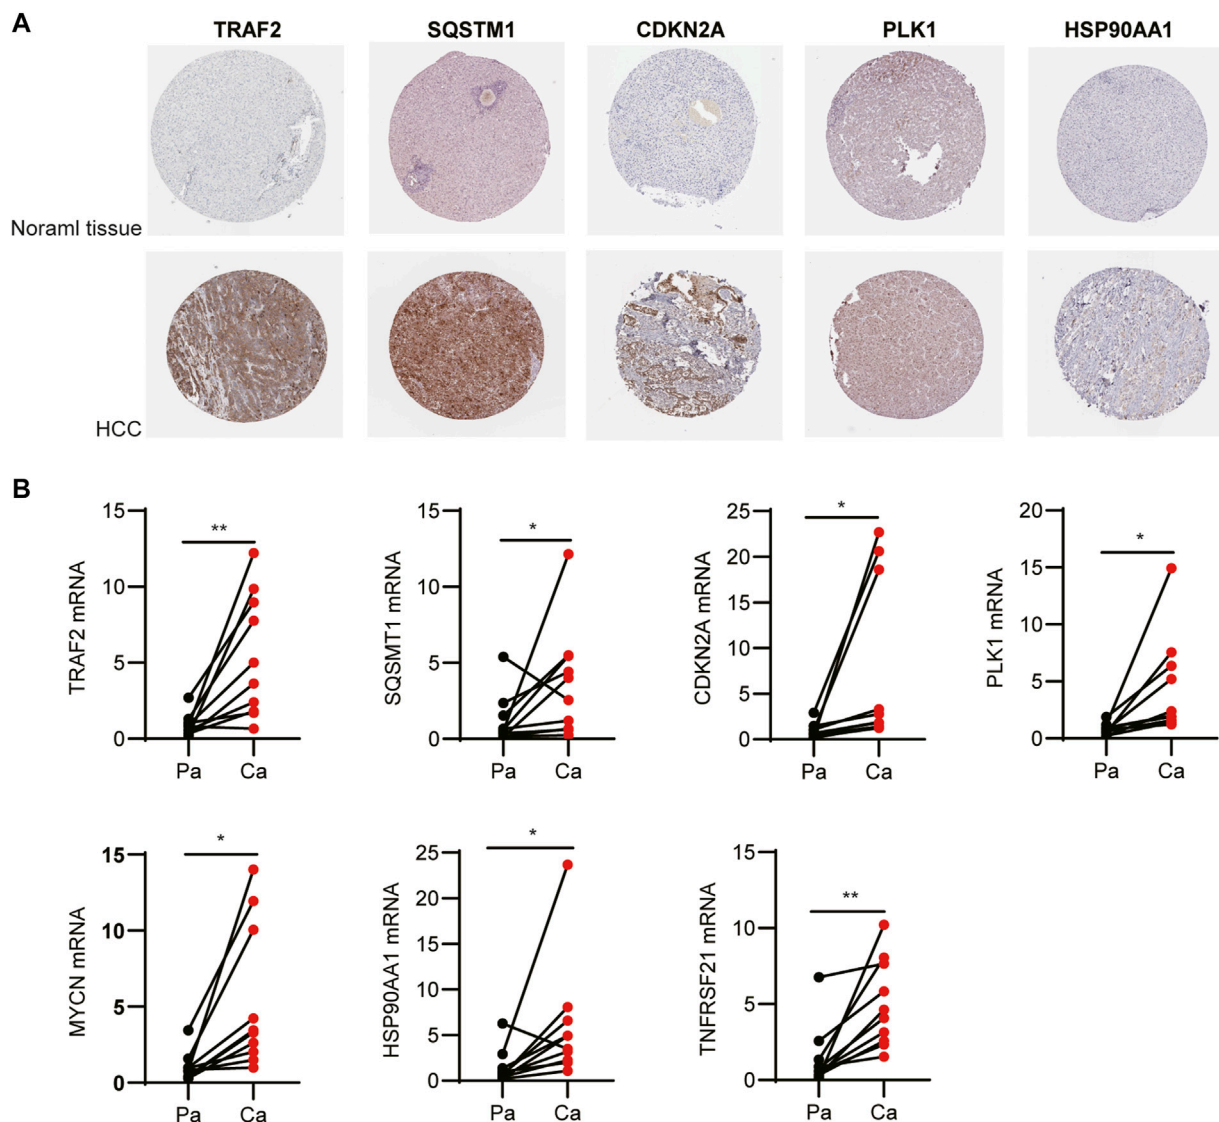 A
TRAF2 SQSTM1 CDKN2A PLK1 HSP90AA1
Noraml tissue
HCC
B
15 10 5 0
TRAF2 mRNA
**
Pa Ca
15 10 5 0
SQSMT1 mRNA
*
Pa Ca
25 20 15 10 5 0
CDKN2A mRNA
*
Pa Ca
20 15 10 5 0
PLK1 mRNA
*
Pa Ca
15 10 5 0
MYCN mRNA
*
Pa Ca
25 20 15 10 5 0
HSP90AA1 mRNA
*
Pa Ca
15 10 5 0
TNFRSF21 mRNA
**
Pa Ca